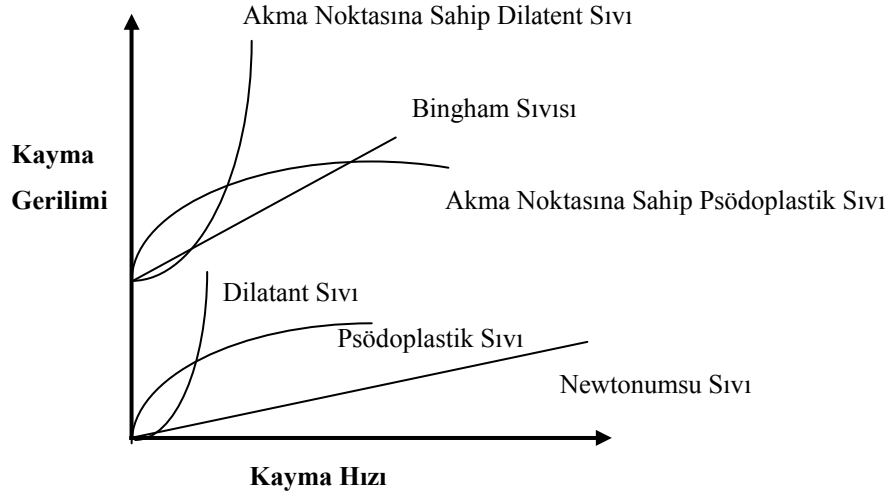 Akma Noktasına Sahip Dilatent Sıvı
Bingham Sıvısı
Kayma
Gerilimi
Akma Noktasına Sahip Psödoplastik Sıvı
Dilatant Sıvı
Psödoplastik Sıvı
Newtonumsu Sıvı
Kayma Hızı